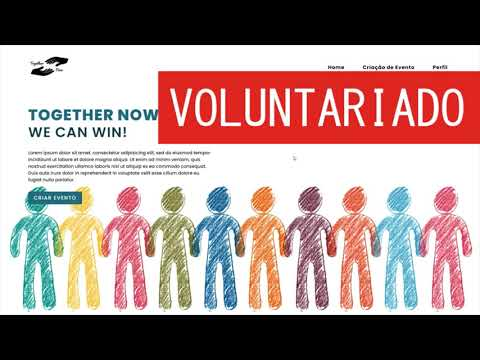 Together
Now
Home Criação de Evento Perfil
VOLUNTARIADO
TOGETHER NOW
WE CAN WIN!
Lorem ipsum dolor sit amet, consectetur adipiscing elit, sed do eiusmod tempor
incididunt ut labore et dolore magna aliqua. Ut enim ad minim veniam, quis
nostrud exercitation ullamco laboris nisi ut aliquip ex ea commodo consequat.
Duis aute irure dolor in reprehenderit in voluptate velit esse cillum dolore eu
fugiat nulla pariatur.
CRIAR EVENTO